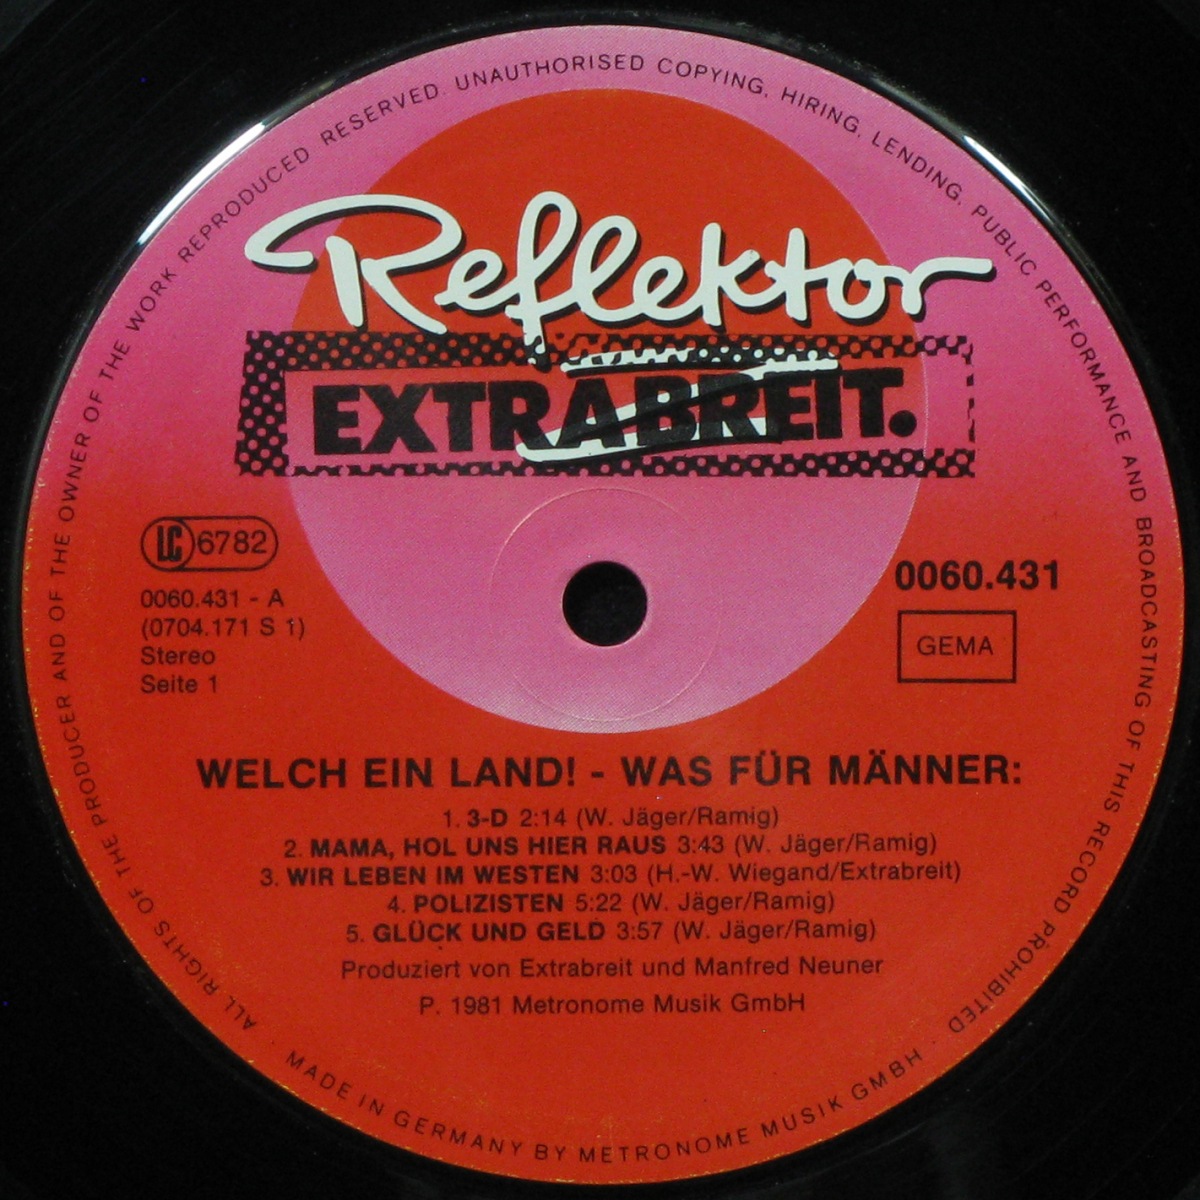 ALL RIGHTS OF THE PRODUCER AND OF THE OWNER OF THE WORK REPRODUCED RESERVED. UNAUTHORISED COPYING, HIRING, LENDING, PUBLIC PERFORMANCE AND BROADCASTING OF THIS RECORD PROHIBITED
Reflektor
EXTRABREIT.
LC 6782
0060.431 - A
(0704.171 S 1)
Stereo
Seite 1
0060.431
GEMA
WELCH EIN LAND! - WAS FÜR MÄNNER:
1. 3-D 2:14 (W. Jäger/Ramig)
2. MAMA, HOL UNS HIER RAUS 3:43 (W. Jäger/Ramig)
3. WIR LEBEN IM WESTEN 3:03 (H.-W. Wiegand/Extrabreit)
4. POLIZISTEN 5:22 (W. Jäger/Ramig)
5. GLÜCK UND GELD 3:57 (W. Jäger/Ramig)
Produziert von Extrabreit und Manfred Neuner
P. 1981 Metronome Musik GmbH
MADE IN GERMANY BY METRONOME MUSIK GMBH